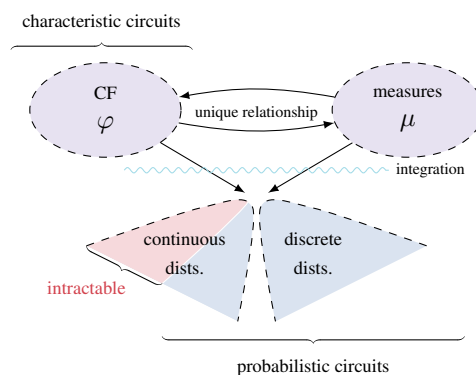 characteristic circuits
CF
φ
unique relationship
measures
μ
integration
continuous
dists.
discrete
dists.
intractable
probabilistic circuits